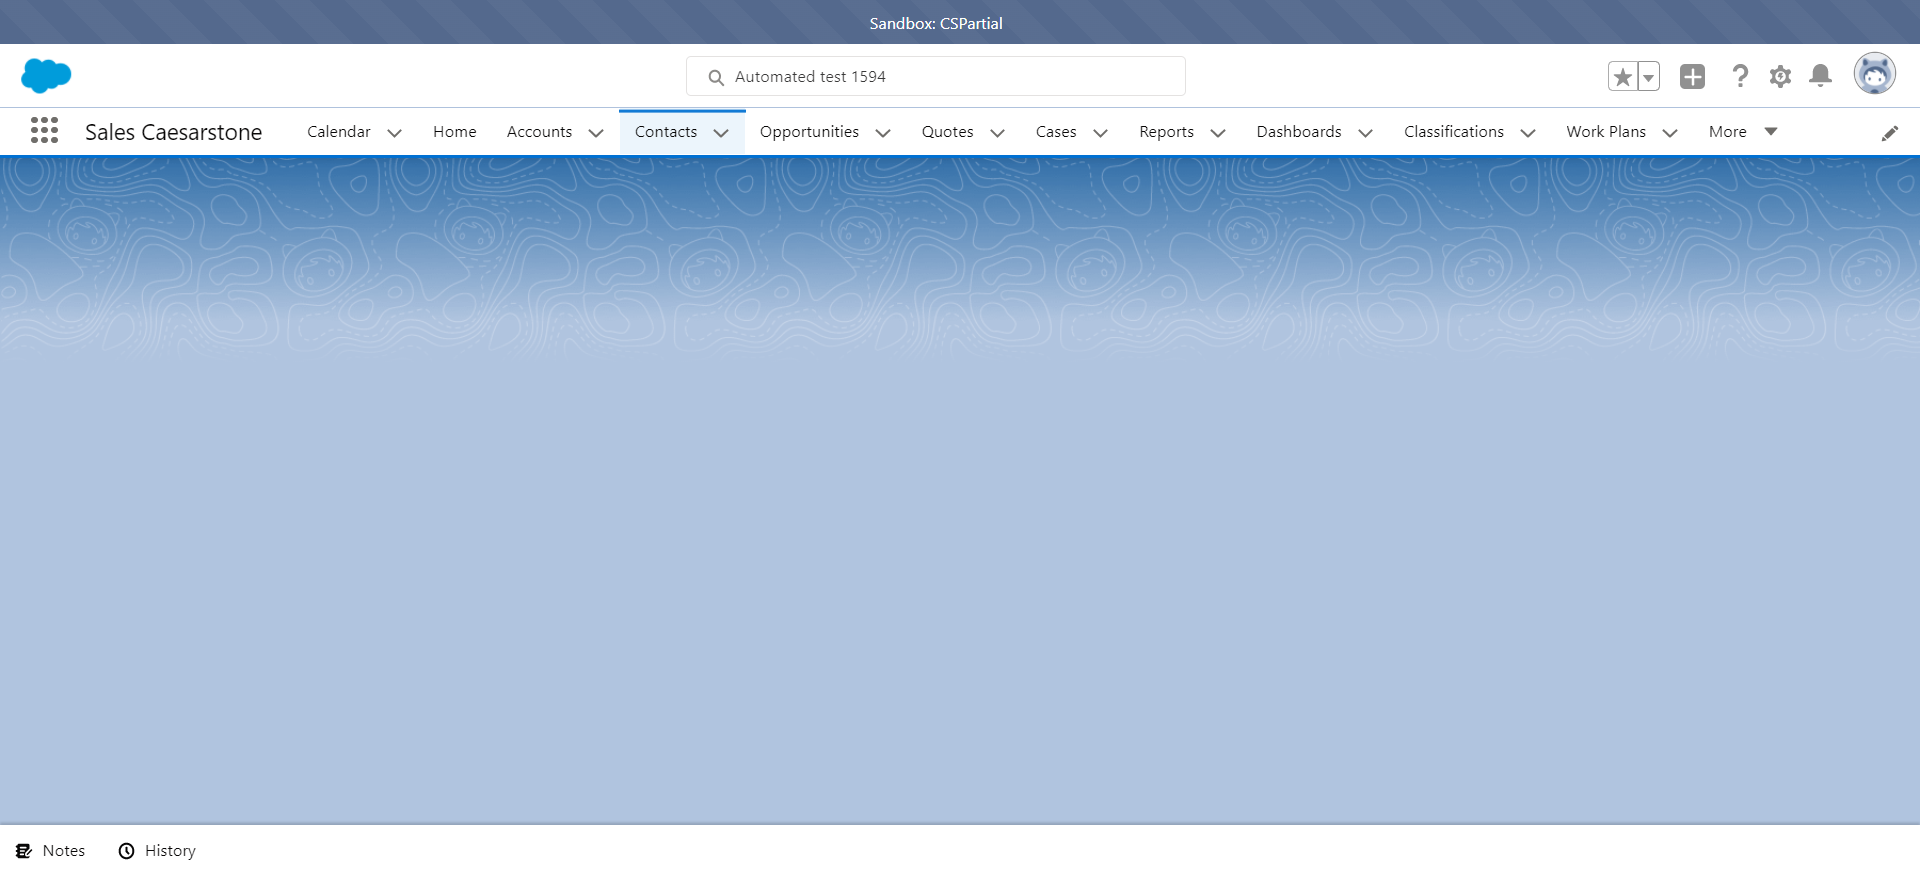 Sandbox: CSPartial
Automated test 1594
Sales Caesarstone Calendar Home Accounts Contacts Opportunities Quotes Cases Reports Dashboards Classifications Work Plans More
Notes History